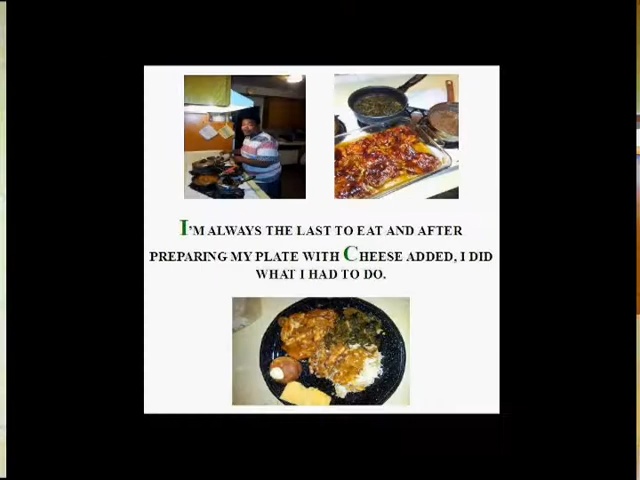 I'M ALWAYS THE LAST TO EAT AND AFTER
PREPARING MY PLATE WITH CHEESE ADDED, I DID
WHAT I HAD TO DO.